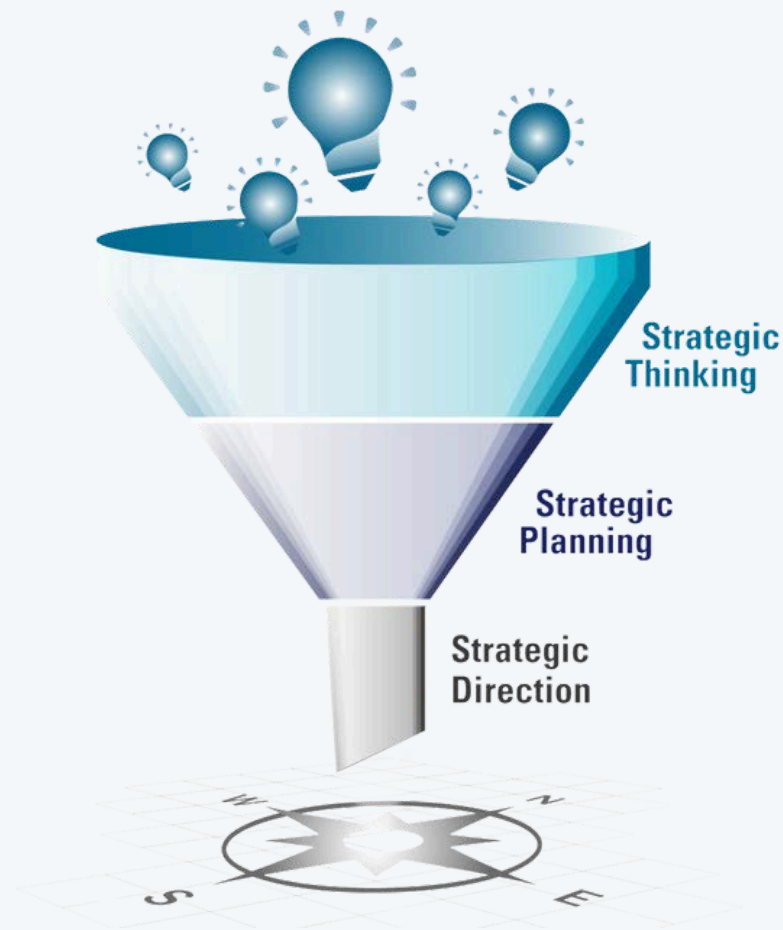 Strategic
Thinking
Strategic
Planning
Strategic
Direction
W
N
S
E